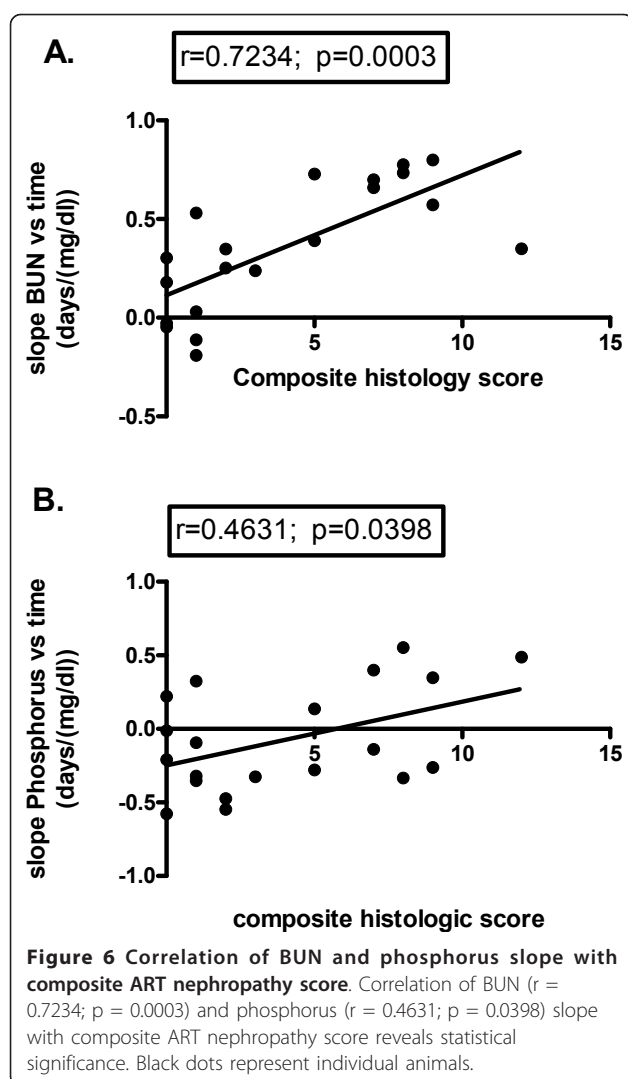 A.
r=0.7234; p=0.0003
slope BUN vs time
(days/(mg/dl))
1.0
0.5
0.0
-0.5
5
10
15
Composite histology score
B.
r=0.4631; p=0.0398
slope Phosphorus vs time
(days/(mg/dl))
1.0
0.5
0.0
-0.5
-1.0
5
10
15
composite histologic score
Figure 6 Correlation of BUN and phosphorus slope with
composite ART nephropathy score. Correlation of BUN (r =
0.7234; p = 0.0003) and phosphorus (r = 0.4631; p = 0.0398) slope
with composite ART nephropathy score reveals statistical
significance. Black dots represent individual animals.